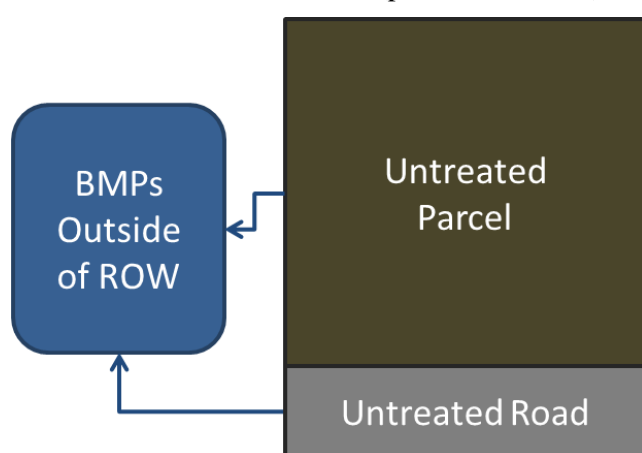 BMPs
Outside
of ROW
Untreated
Parcel
Untreated Road